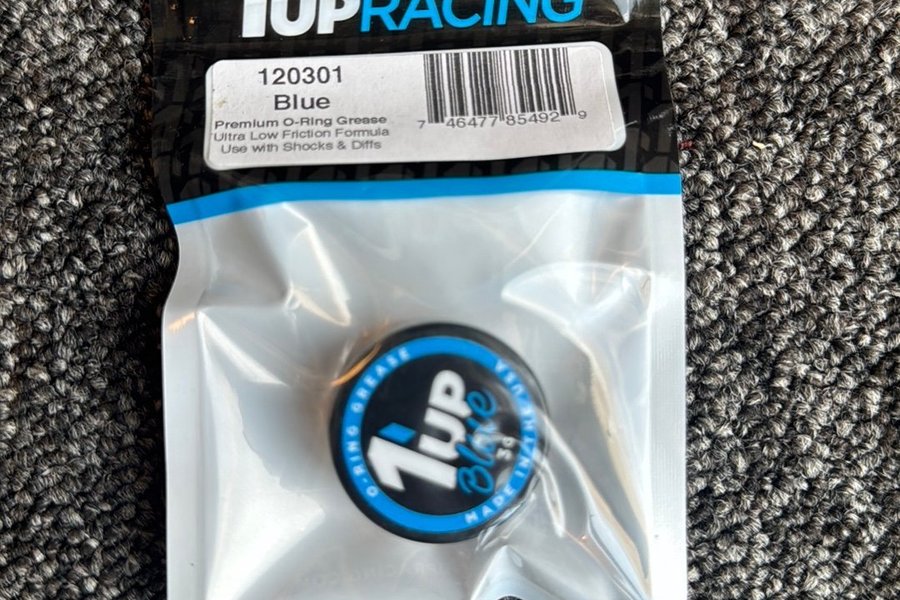 1UP RACING
120301
Blue
Premium O-Ring Grease
Ultra Low Friction Formula
Use with Shocks & Diffs
7 46477 85492 9
O-RING GREASE
1UP
Blue
3g
MADE IN THE USA